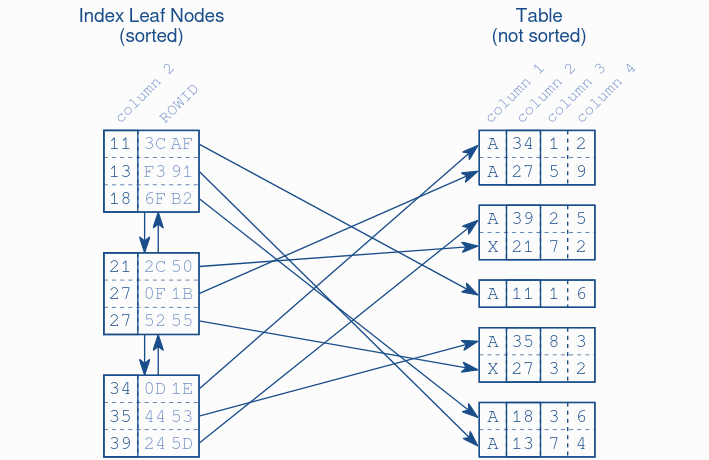 Index Leaf Nodes
(sorted)
column 2
ROWID
11 3C AF
13 F3 91
18 6F B2
21 2C 50
27 0F 1B
27 52 55
34 0D 1E
35 44 53
39 24 5D
Table
(not sorted)
column 1
column 2
column 3
column 4
A 34 1 2
A 27 5 9
A 39 2 5
X 21 7 2
A 11 1 6
A 35 8 3
X 27 3 2
A 18 3 6
A 13 7 4